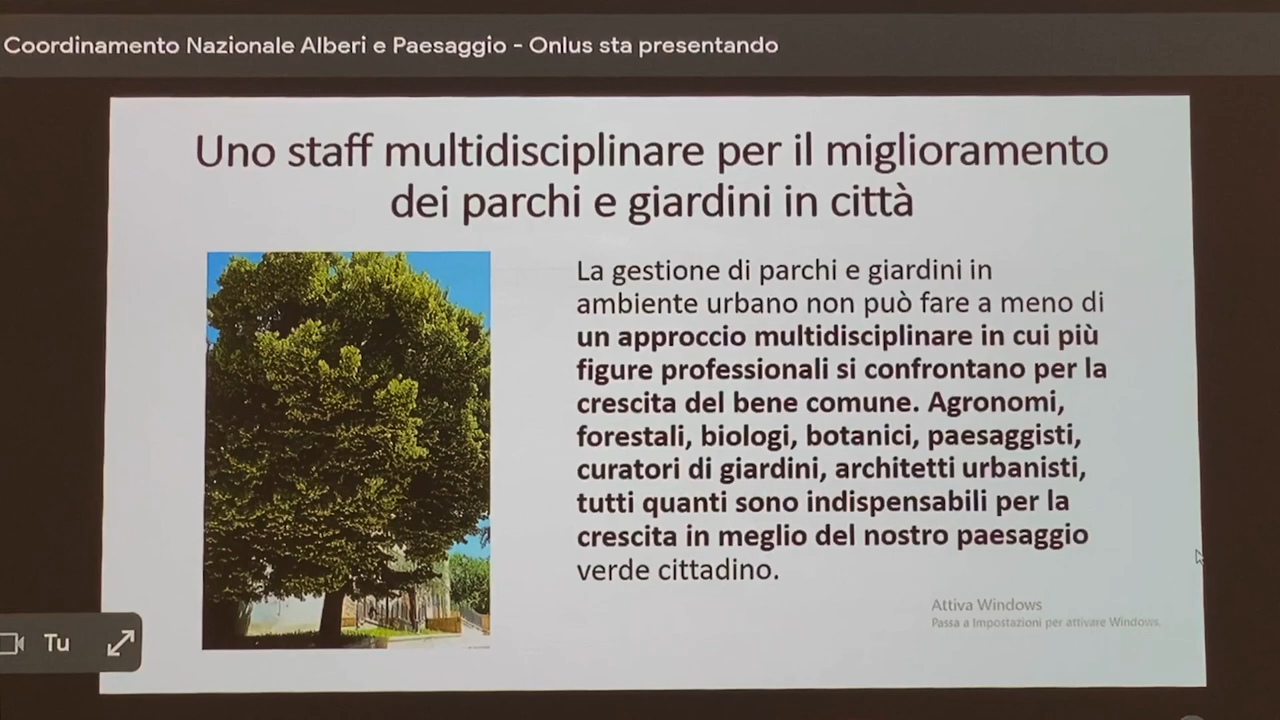 Coordinamento Nazionale Alberi e Paesaggio - Onlus sta presentando
Uno staff multidisciplinare per il miglioramento
dei parchi e giardini in città
La gestione di parchi e giardini in
ambiente urbano non può fare a meno di
un approccio multidisciplinare in cui più
figure professionali si confrontano per la
crescita del bene comune. Agronomi,
forestali, biologi, botanici, paesaggisti,
curatori di giardini, architetti urbanisti,
tutti quanti sono indispensabili per la
crescita in meglio del nostro paesaggio
verde cittadino.
Attiva Windows
Passa a Impostazioni per attivare Windows.
Tu